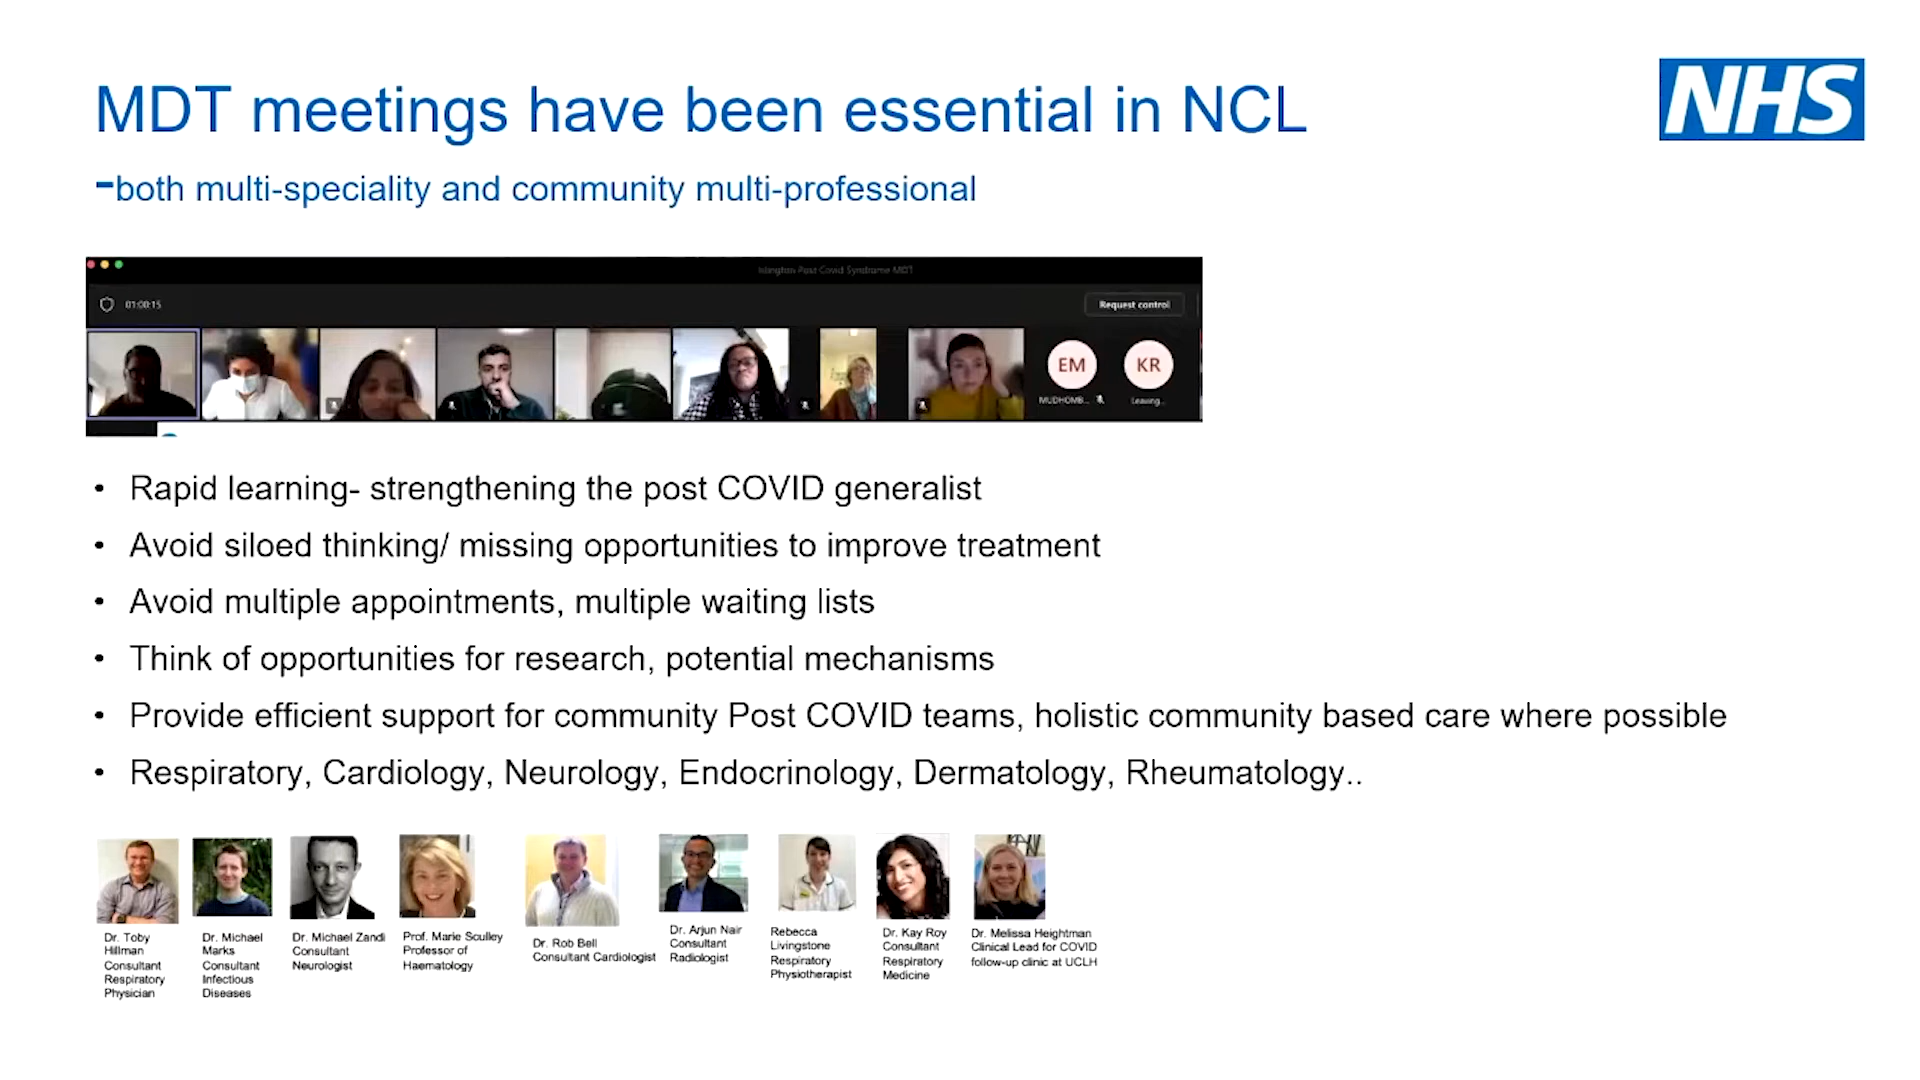 MDT meetings have been essential in NCL
NHS
-both multi-speciality and community multi-professional
Islington Post Covid Syndrome MDT
01:00:15
Request control
EM
KR
MUDHOMB...
Leaving...
• Rapid learning- strengthening the post COVID generalist
• Avoid siloed thinking/ missing opportunities to improve treatment
• Avoid multiple appointments, multiple waiting lists
• Think of opportunities for research, potential mechanisms
• Provide efficient support for community Post COVID teams, holistic community based care where possible
• Respiratory, Cardiology, Neurology, Endocrinology, Dermatology, Rheumatology..
Dr. Toby
Hillman
Consultant
Respiratory
Physician
Dr. Michael
Marks
Consultant
Infectious
Diseases
Dr. Michael Zandi
Consultant
Neurologist
Prof. Marie Sculley
Professor of
Haematology
Dr. Rob Bell
Consultant Cardiologist
Dr. Arjun Nair
Consultant
Radiologist
Rebecca
Livingstone
Respiratory
Physiotherapist
Dr. Kay Roy
Consultant
Respiratory
Medicine
Dr. Melissa Heightman
Clinical Lead for COVID
follow-up clinic at UCLH